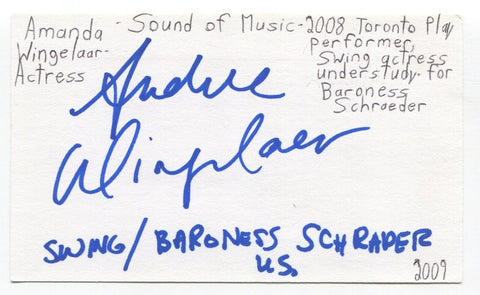 Amanda Wingelaar- Actress
- Sound of Music - 2008 Toronto Play
Performer,
Swing actress
understudy for
Baroness
Schraeder
Wingelaar
SWING/ BARONESS SCHRADER
U.S.
2009